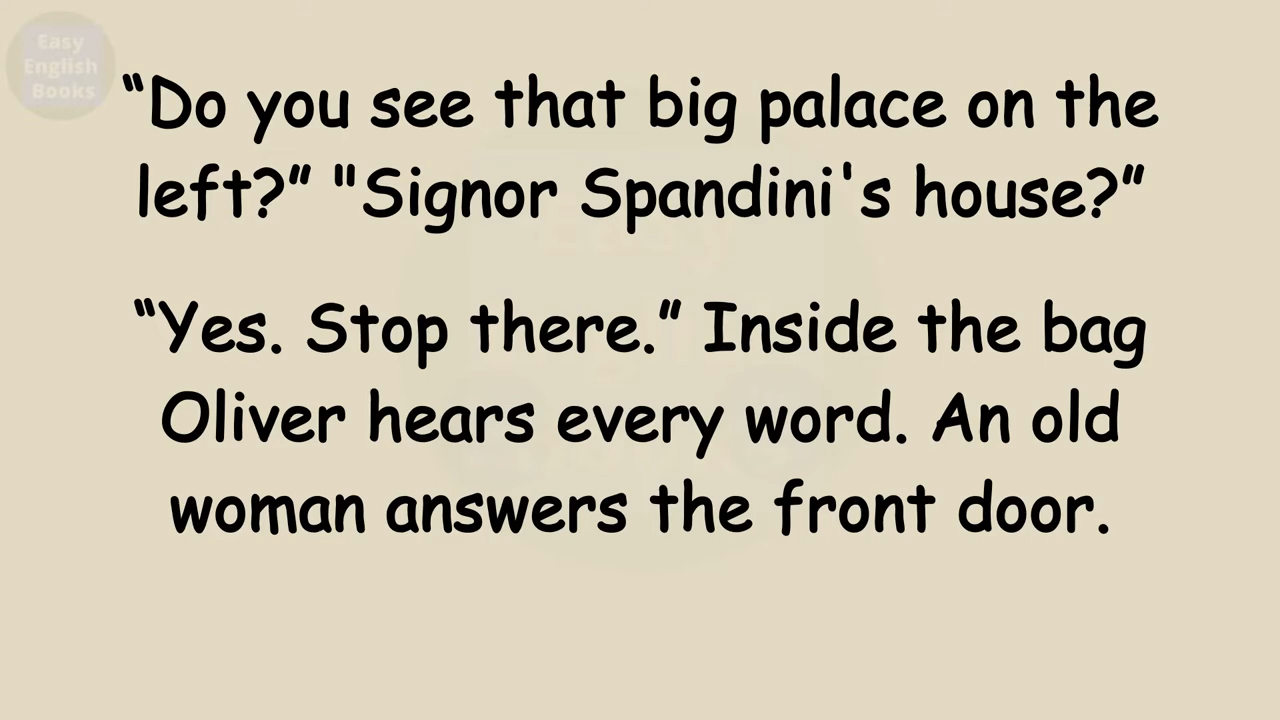 Easy
English
Books
“Do you see that big palace on the
left?” "Signor Spandini's house?”
“Yes. Stop there.” Inside the bag
Oliver hears every word. An old
woman answers the front door.